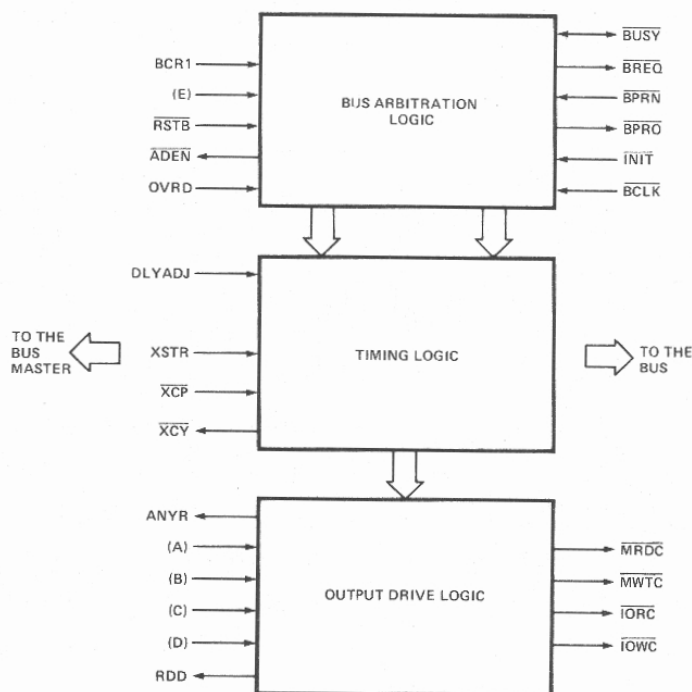 BCR1
(E)
RSTB
ADEN
OVRD
BUS ARBITRATION
LOGIC
BUSY
BREQ
BPRN
BPRO
INIT
BCLK
DLYADJ
XSTR
XCP
XCY
TIMING LOGIC
TO THE
BUS
MASTER
TO THE
BUS
ANYR
(A)
(B)
(C)
(D)
RDD
OUTPUT DRIVE LOGIC
MRDC
MWTC
IORC
IOWC